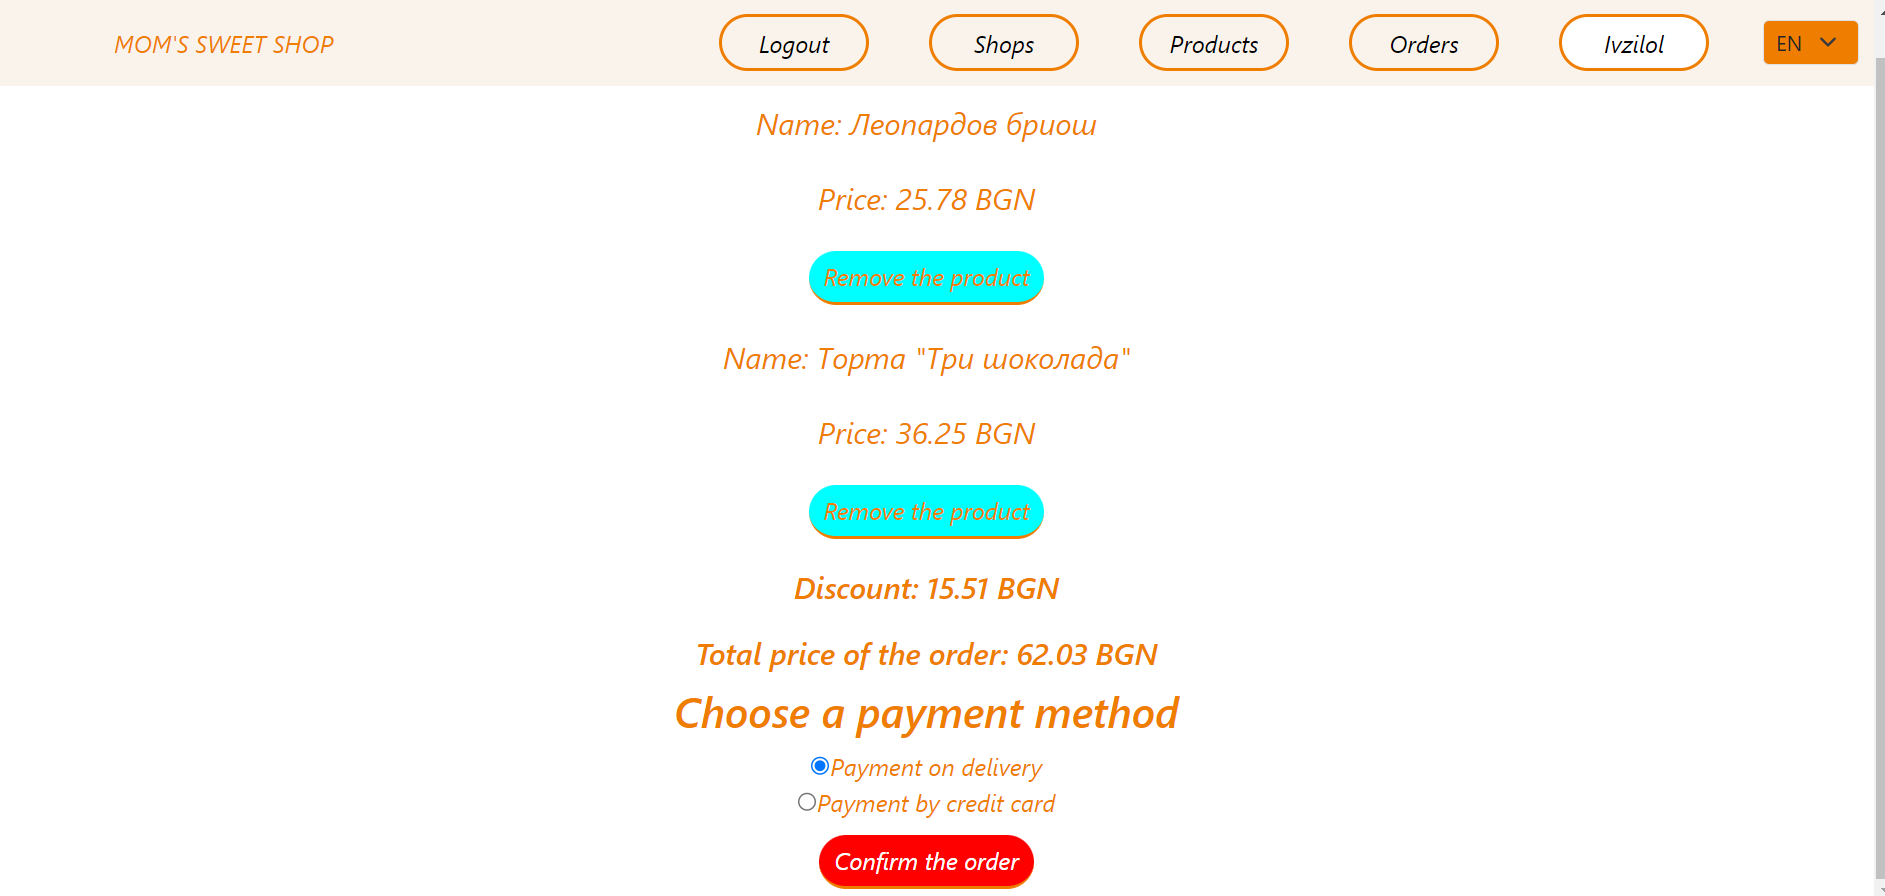 MOM'S SWEET SHOP
Logout
Shops
Products
Orders
Ivzilol
EN
Name: Леопардов бриош
Price: 25.78 BGN
Remove the product
Name: Торта "Три шоколада"
Price: 36.25 BGN
Remove the product
Discount: 15.51 BGN
Total price of the order: 62.03 BGN
Choose a payment method
Payment on delivery
Payment by credit card
Confirm the order